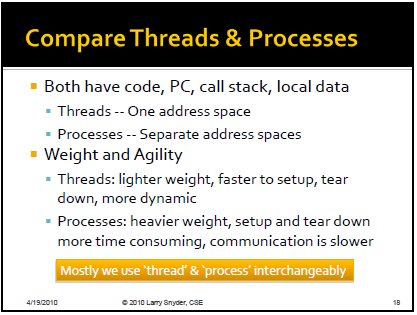 Compare Threads & Processes
Both have code, PC, call stack, local data
Threads -- One address space
Processes -- Separate address spaces
Weight and Agility
Threads: lighter weight, faster to setup, tear
down, more dynamic
Processes: heavier weight, setup and tear down
more time consuming, communication is slower
Mostly we use 'thread' & 'process' interchangeably
4/19/2010 © 2010 Larry Snyder, CSE 18